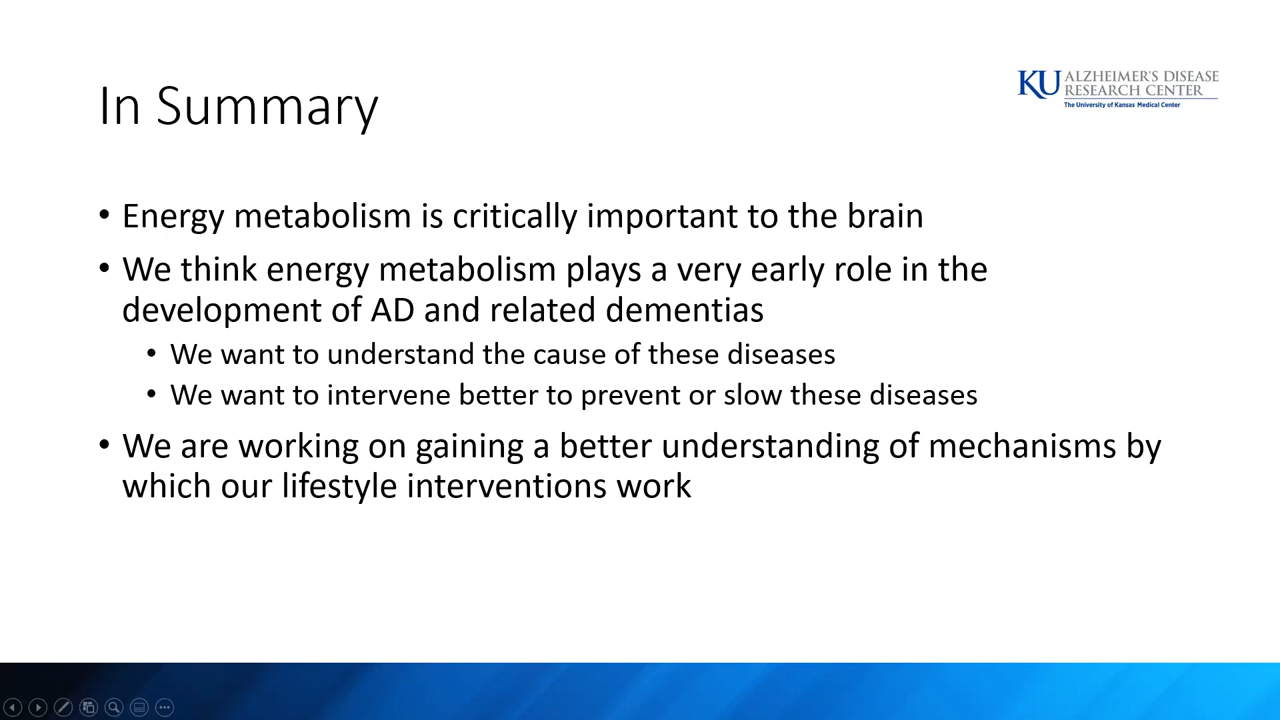 In Summary
KU ALZHEIMER'S DISEASE
RESEARCH CENTER
The University of Kansas Medical Center
• Energy metabolism is critically important to the brain
• We think energy metabolism plays a very early role in the
development of AD and related dementias
• We want to understand the cause of these diseases
• We want to intervene better to prevent or slow these diseases
• We are working on gaining a better understanding of mechanisms by
which our lifestyle interventions work